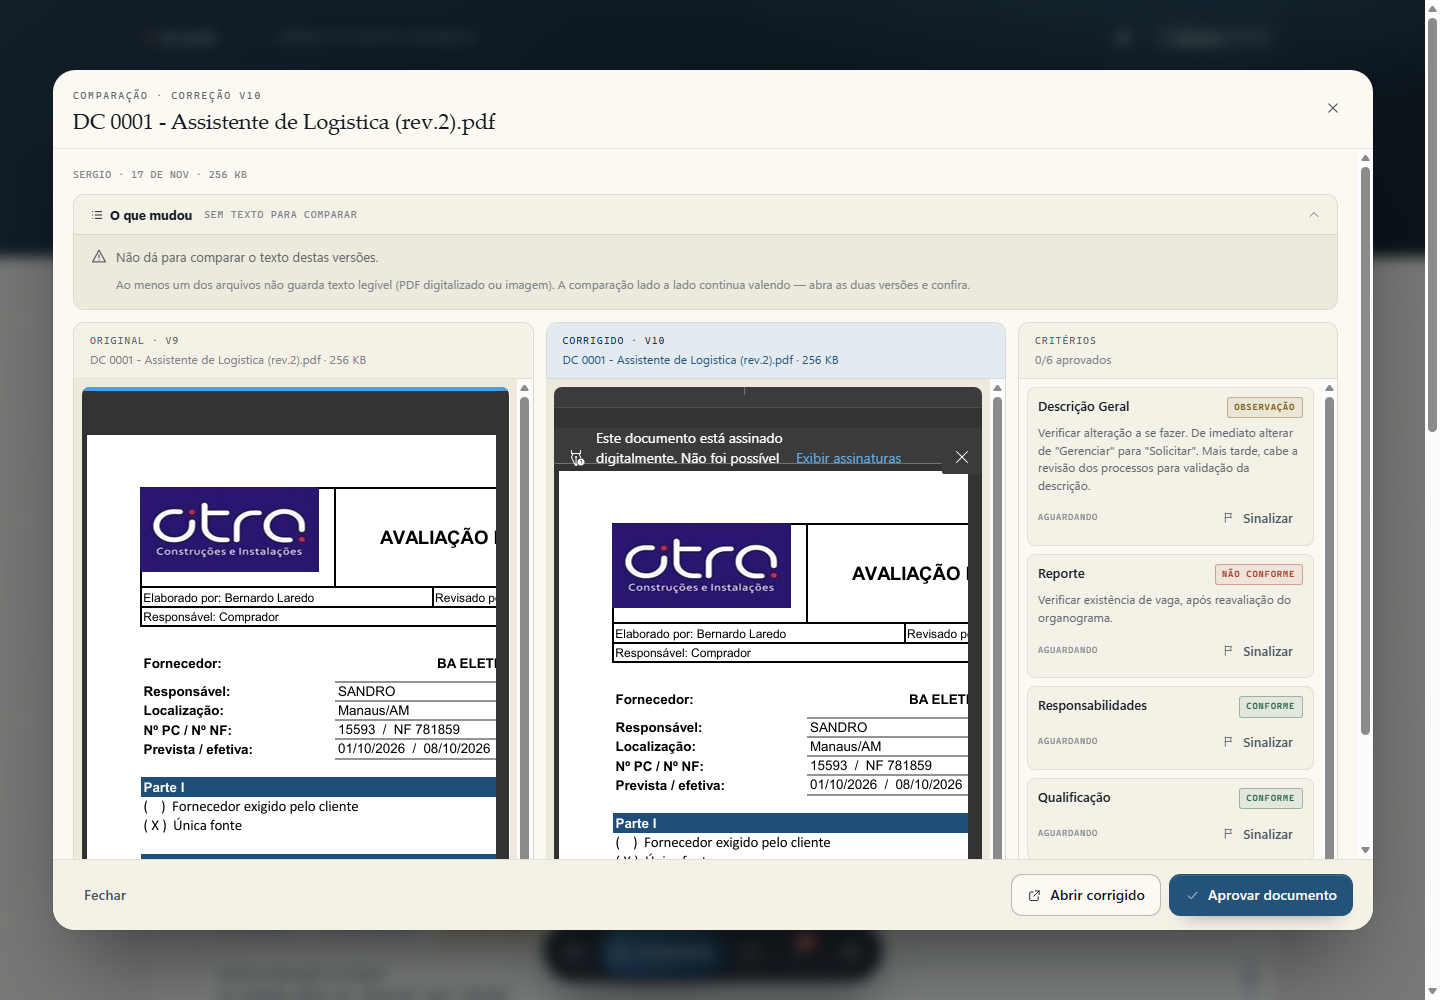 COMPARAÇÃO · CORREÇÃO V10
DC 0001 - Assistente de Logistica (rev.2).pdf
SERGIO · 17 DE NOV · 256 KB
O que mudou SEM TEXTO PARA COMPARAR
Não dá para comparar o texto destas versões.
Ao menos um dos arquivos não guarda texto legível (PDF digitalizado ou imagem). A comparação lado a lado continua valendo — abra as duas versões e confira.
ORIGINAL · V9
DC 0001 - Assistente de Logistica (rev.2).pdf · 256 KB
citra
Construções e Instalações
AVALIAÇÃO
Elaborado por: Bernardo Laredo
Revisado
Responsável: Comprador
Fornecedor: BA ELET
Responsável: SANDRO
Localização: Manaus/AM
Nº PC / Nº NF: 15593 / NF 781859
Prevista / efetiva: 01/10/2026 / 08/10/2026
Parte I
( ) Fornecedor exigido pelo cliente
( X ) Única fonte
CORRIGIDO · V10
DC 0001 - Assistente de Logistica (rev.2).pdf · 256 KB
Este documento está assinado
digitalmente. Não foi possível Exibir assinaturas
citra
Construções e Instalações
AVALIAÇÃO
Elaborado por: Bernardo Laredo
Revisado
Responsável: Comprador
Fornecedor: BA ELET
Responsável: SANDRO
Localização: Manaus/AM
Nº PC / Nº NF: 15593 / NF 781859
Prevista / efetiva: 01/10/2026 / 08/10/2026
Parte I
( ) Fornecedor exigido pelo cliente
( X ) Única fonte
CRITÉRIOS
0/6 aprovados
Descrição Geral OBSERVAÇÃO
Verificar alteração a se fazer. De imediato alterar
de "Gerenciar" para "Solicitar". Mais tarde, cabe a
revisão dos processos para validação da
descrição.
AGUARDANDO Sinalizar
Reporte NÃO CONFORME
Verificar existência de vaga, após reavaliação do
organograma.
AGUARDANDO Sinalizar
Responsabilidades CONFORME
AGUARDANDO Sinalizar
Qualificação CONFORME
AGUARDANDO Sinalizar
Fechar
Abrir corrigido
Aprovar documento